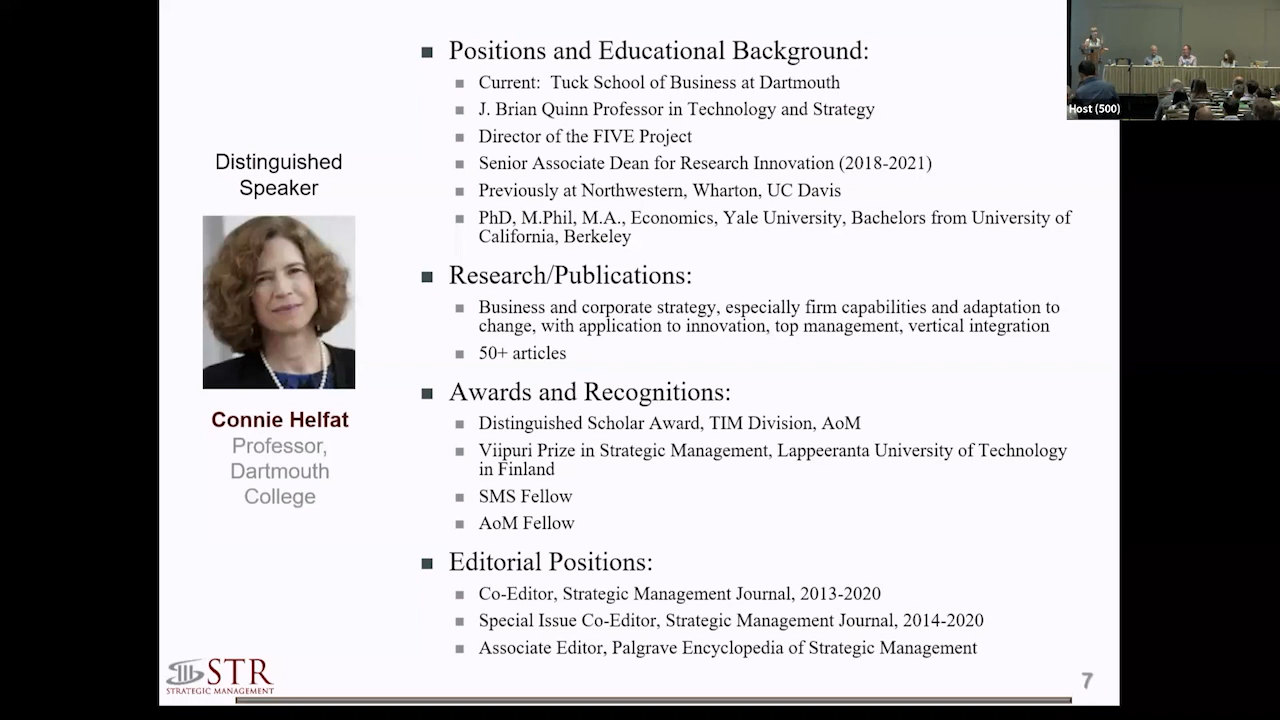 Positions and Educational Background:
Current: Tuck School of Business at Dartmouth
J. Brian Quinn Professor in Technology and Strategy
Director of the FIVE Project
Senior Associate Dean for Research Innovation (2018-2021)
Previously at Northwestern, Wharton, UC Davis
PhD, M.Phil, M.A., Economics, Yale University, Bachelors from University of
California, Berkeley
Research/Publications:
Business and corporate strategy, especially firm capabilities and adaptation to
change, with application to innovation, top management, vertical integration
50+ articles
Awards and Recognitions:
Distinguished Scholar Award, TIM Division, AoM
Viipuri Prize in Strategic Management, Lappeeranta University of Technology
in Finland
SMS Fellow
AoM Fellow
Editorial Positions:
Co-Editor, Strategic Management Journal, 2013-2020
Special Issue Co-Editor, Strategic Management Journal, 2014-2020
Associate Editor, Palgrave Encyclopedia of Strategic Management
Distinguished
Speaker
Connie Helfat
Professor,
Dartmouth
College
STR
STRATEGIC MANAGEMENT
7
Host (500)